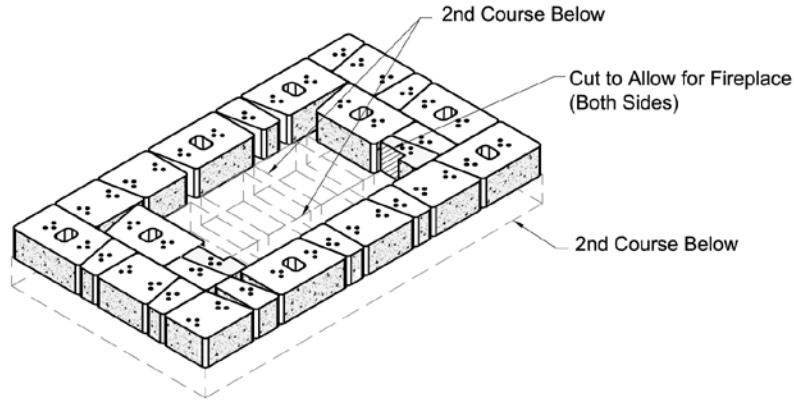 2nd Course Below
Cut to Allow for Fireplace
(Both Sides)
2nd Course Below